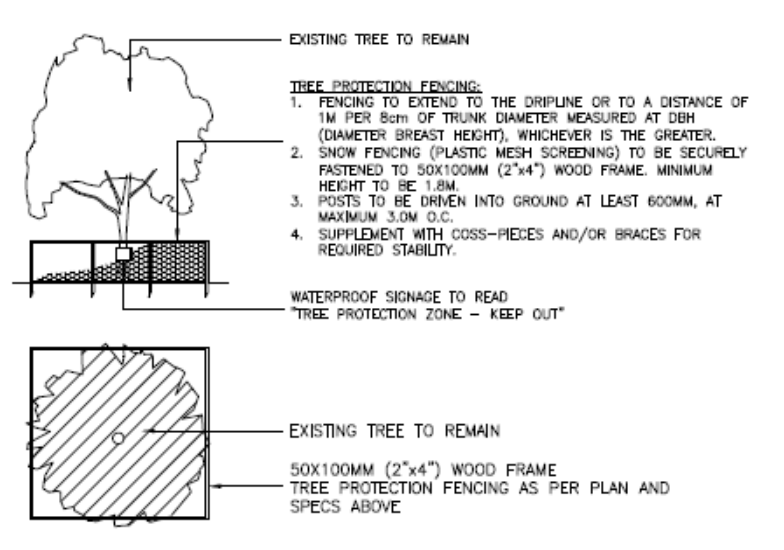 EXISTING TREE TO REMAIN
TREE PROTECTION FENCING:
1. FENCING TO EXTEND TO THE DRIPLINE OR TO A DISTANCE OF
1M PER 8cm OF TRUNK DIAMETER MEASURED AT DBH
(DIAMETER BREAST HEIGHT), WHICHEVER IS THE GREATER.
2. SNOW FENCING (PLASTIC MESH SCREENING) TO BE SECURELY
FASTENED TO 50X100MM (2"x4") WOOD FRAME. MINIMUM
HEIGHT TO BE 1.8M.
3. POSTS TO BE DRIVEN INTO GROUND AT LEAST 600MM, AT
MAXIMUM 3.0M O.C.
4. SUPPLEMENT WITH COSS-PIECES AND/OR BRACES FOR
REQUIRED STABILITY.
WATERPROOF SIGNAGE TO READ
"TREE PROTECTION ZONE - KEEP OUT"
EXISTING TREE TO REMAIN
50X100MM (2"x4") WOOD FRAME
TREE PROTECTION FENCING AS PER PLAN AND
SPECS ABOVE